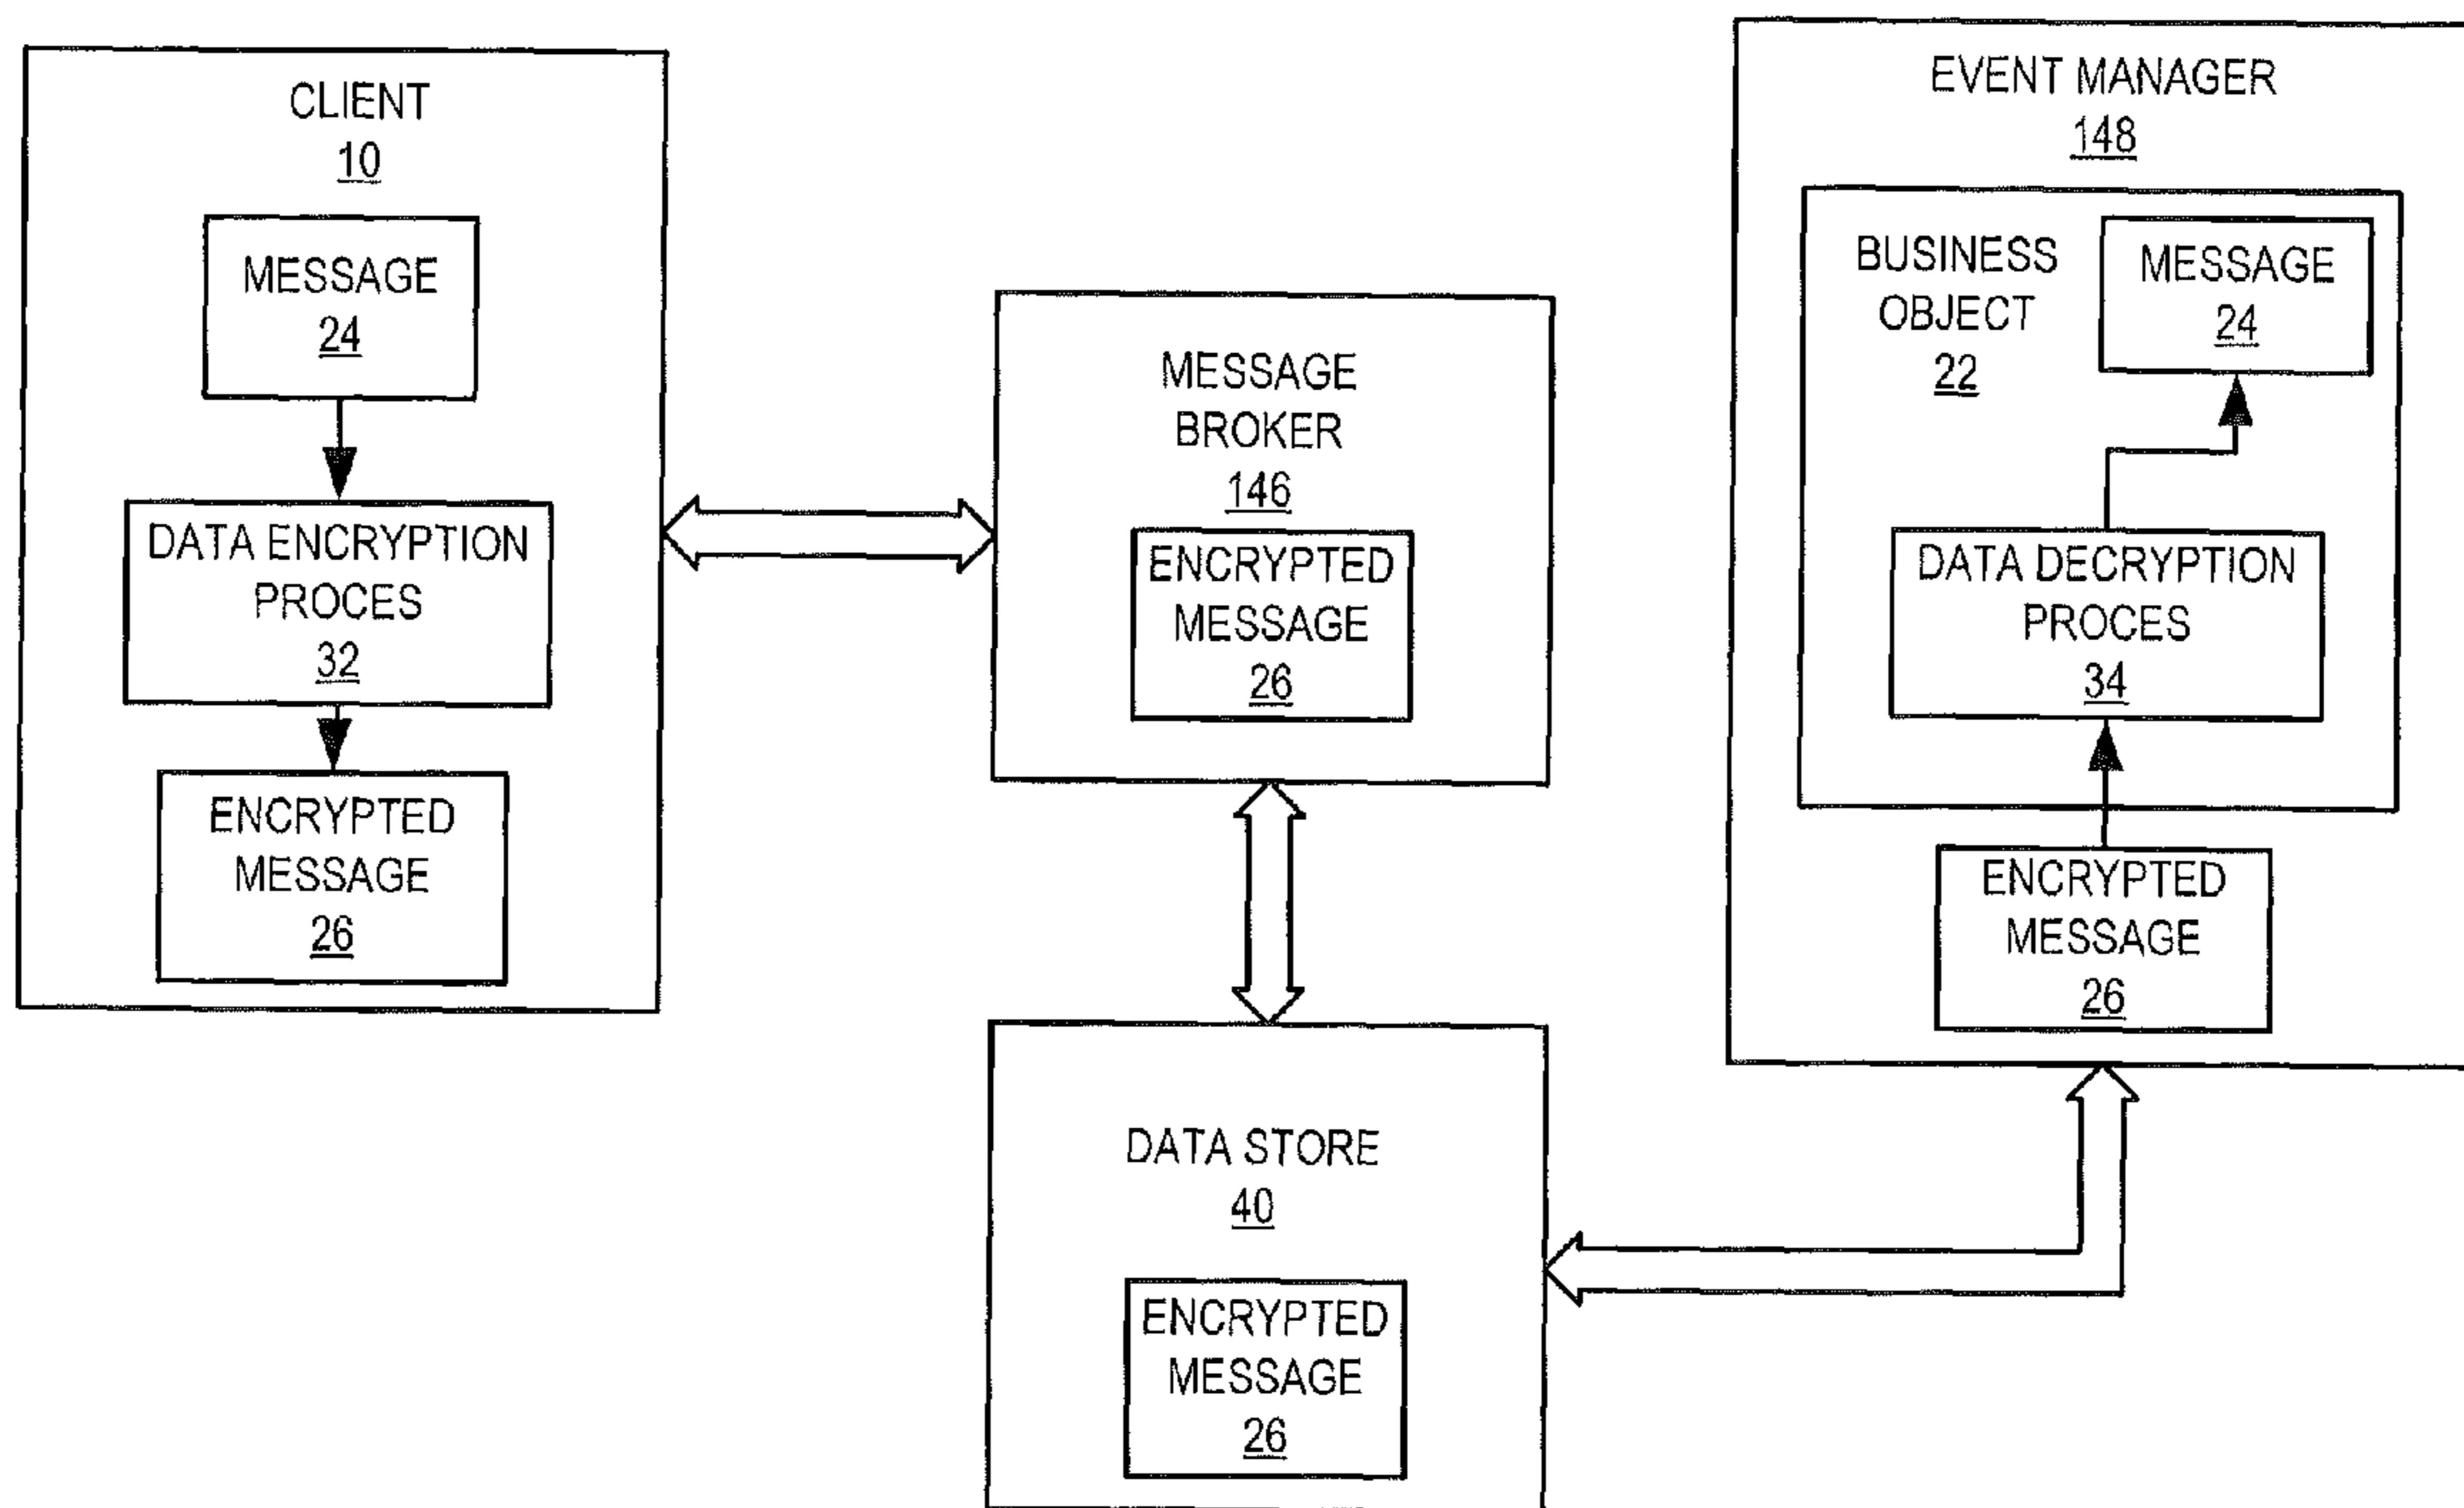 CLIENT
10
MESSAGE
24
DATA ENCRYPTION
PROCES
32
ENCRYPTED
MESSAGE
26
MESSAGE
BROKER
146
ENCRYPTED
MESSAGE
26
DATA STORE
40
ENCRYPTED
MESSAGE
26
EVENT MANAGER
148
BUSINESS
OBJECT
22
MESSAGE
24
DATA DECRYPTION
PROCES
34
ENCRYPTED
MESSAGE
26